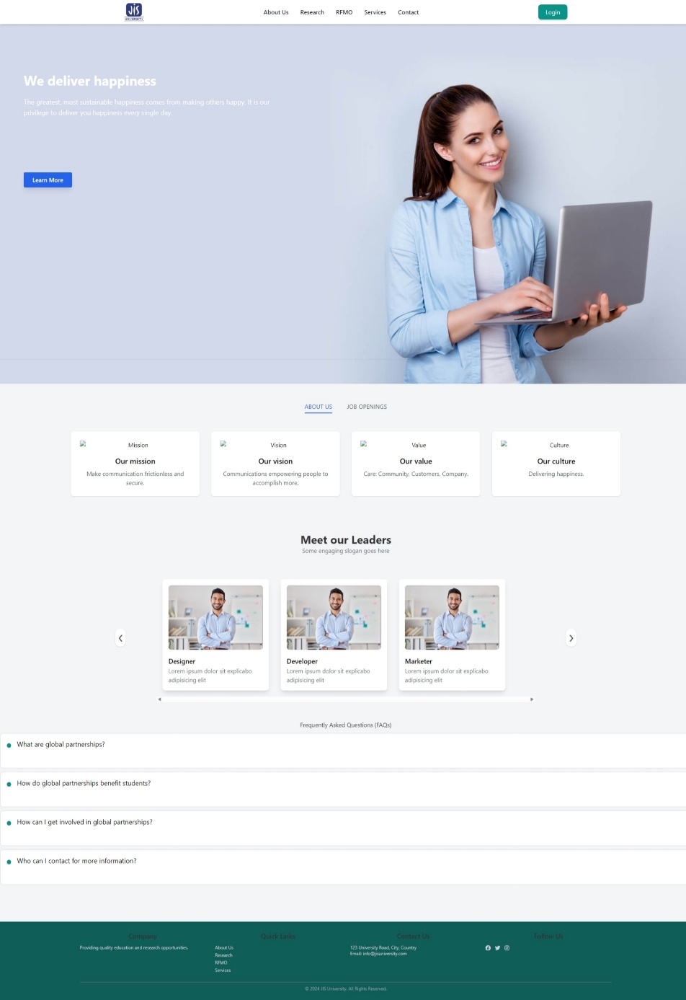 JIS
UNIVERSITY
About Us Research RFMO Services Contact
Login
We deliver happiness
The greatest, most sustainable happiness comes from making others happy. It is our
privilege to deliver you happiness every single day.
Learn More
ABOUT US JOB OPENINGS
Mission
Our mission
Make communication frictionless and
secure.
Vision
Our vision
Communications empowering people to
accomplish more.
Value
Our value
Care: Community, Customers, Company.
Culture
Our culture
Delivering happiness.
Meet our Leaders
Some engaging slogan goes here
Designer
Lorem ipsum dolor sit explicabo
adipisicing elit
Developer
Lorem ipsum dolor sit explicabo
adipisicing elit
Marketer
Lorem ipsum dolor sit explicabo
adipisicing elit
Frequently Asked Questions (FAQs)
What are global partnerships?
How do global partnerships benefit students?
How can I get involved in global partnerships?
Who can I contact for more information?
Company
Providing quality education and research opportunities.
Quick Links
About Us
Research
RFMO
Services
Contact Us
123 University Road, City, Country
Email: info@jisuniversity.com
Follow Us
© 2024 JIS University. All Rights Reserved.